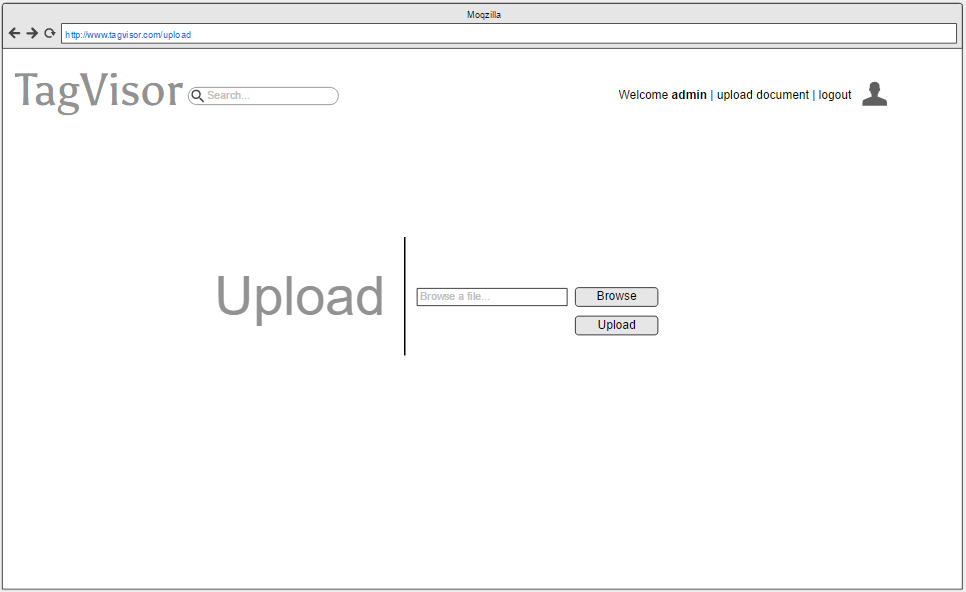 Moqzilla
http://www.tagvisor.com/upload
TagVisor Search... Welcome admin | upload document | logout
Upload
Browse a file... Browse
Upload